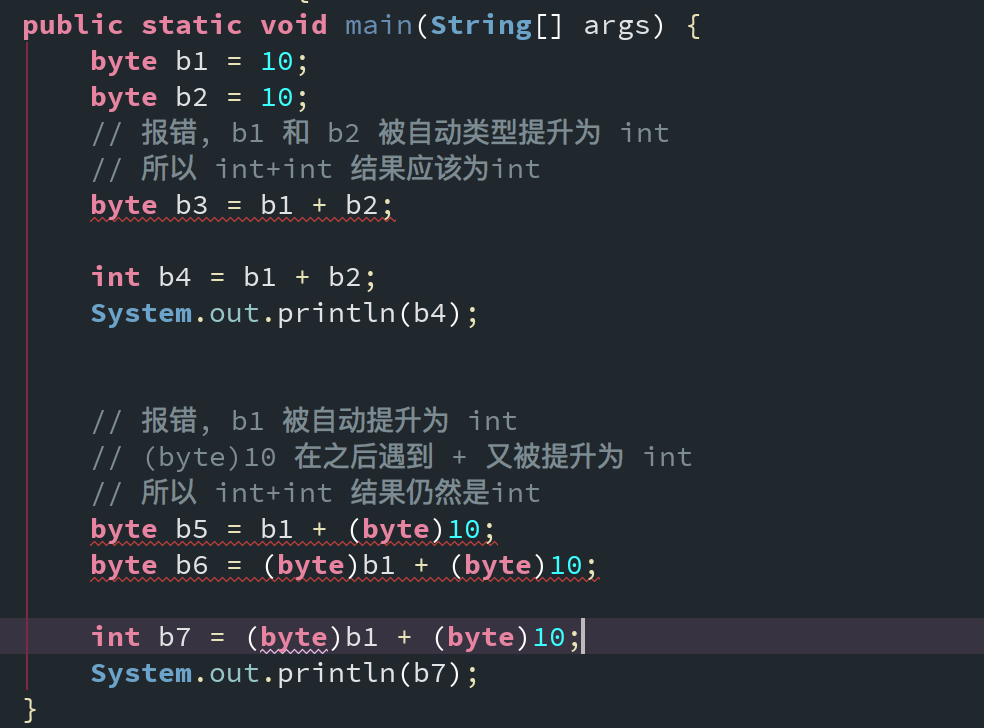 public static void main(String[] args) {
byte b1 = 10;
byte b2 = 10;
// 报错, b1 和 b2 被自动类型提升为 int
// 所以 int+int 结果应该为int
byte b3 = b1 + b2;
int b4 = b1 + b2;
System.out.println(b4);
// 报错, b1 被自动提升为 int
// (byte)10 在之后遇到 + 又被提升为 int
// 所以 int+int 结果仍然是int
byte b5 = b1 + (byte)10;
byte b6 = (byte)b1 + (byte)10;
int b7 = (byte)b1 + (byte)10;
System.out.println(b7);
}